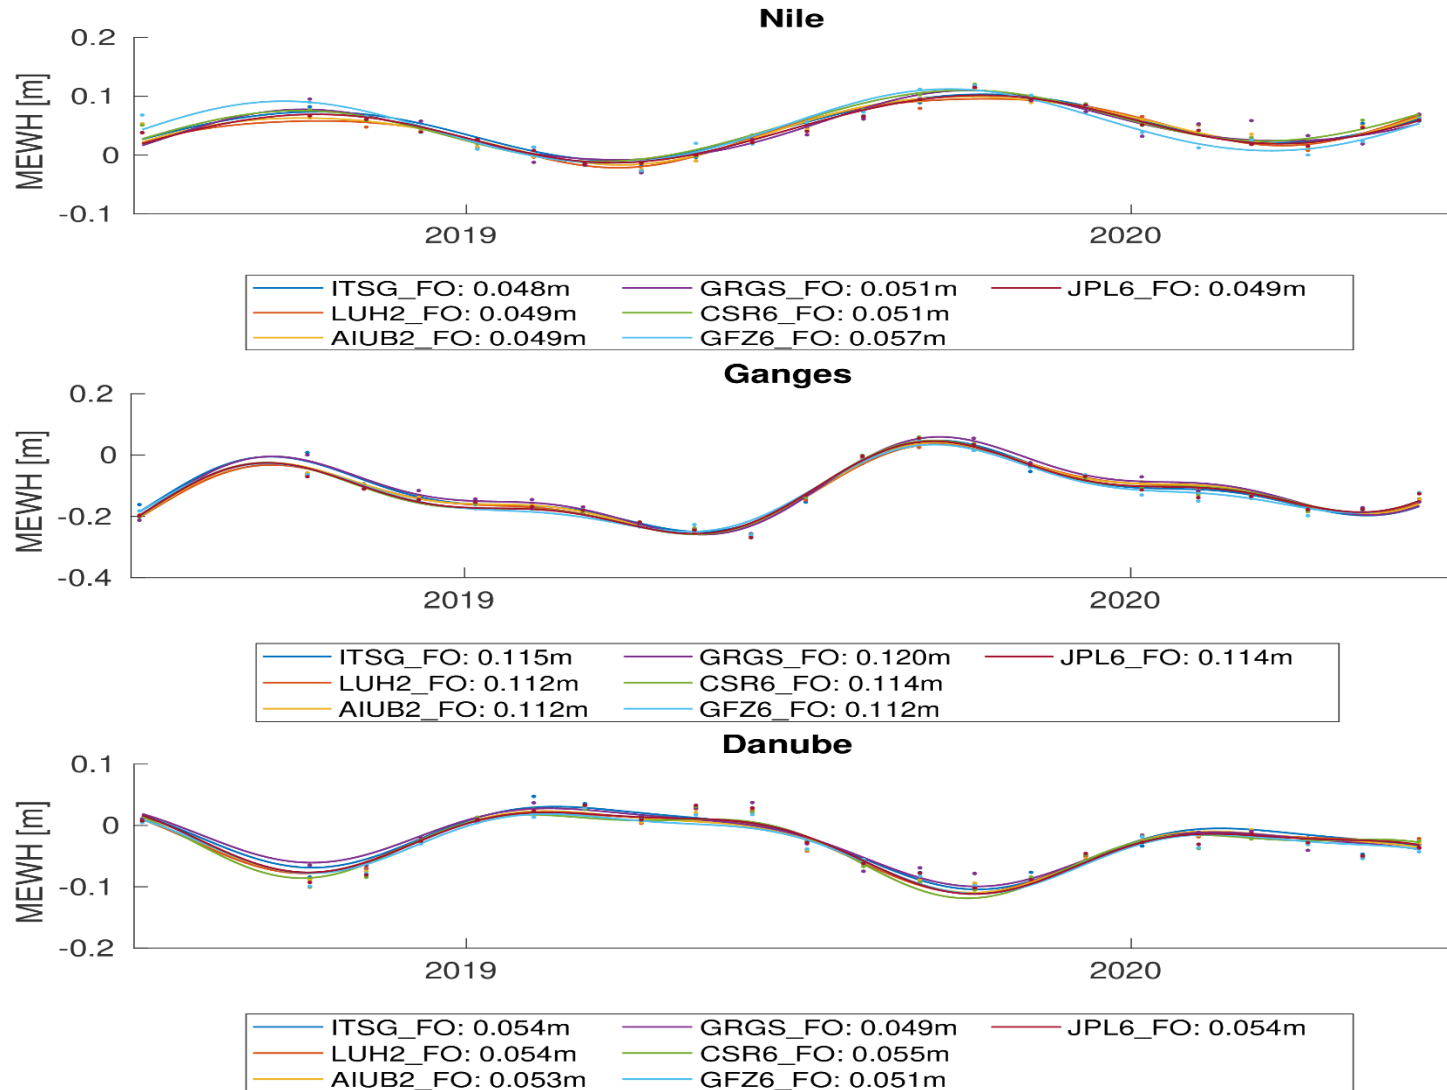 Nile
MEWH [m]
0.2
0.1
0
-0.1
2019 2020
ITSG_FO: 0.048m GRGS_FO: 0.051m JPL6_FO: 0.049m
LUH2_FO: 0.049m CSR6_FO: 0.051m
AIUB2_FO: 0.049m GFZ6_FO: 0.057m
Ganges
MEWH [m]
0.2
0
-0.2
-0.4
2019 2020
ITSG_FO: 0.115m GRGS_FO: 0.120m JPL6_FO: 0.114m
LUH2_FO: 0.112m CSR6_FO: 0.114m
AIUB2_FO: 0.112m GFZ6_FO: 0.112m
Danube
MEWH [m]
0.1
0
-0.1
-0.2
2019 2020
ITSG_FO: 0.054m GRGS_FO: 0.049m JPL6_FO: 0.054m
LUH2_FO: 0.054m CSR6_FO: 0.055m
AIUB2_FO: 0.053m GFZ6_FO: 0.051m